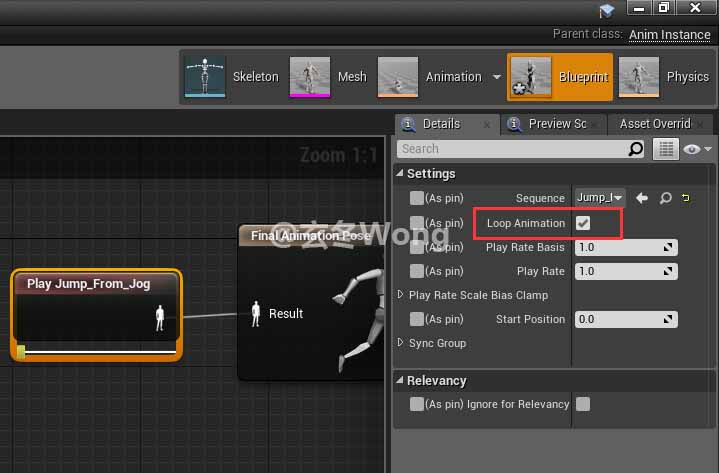 Parent class: Anim Instance
Skeleton Mesh Animation Blueprint Physics
Details Preview Sc Asset Overrid
Zoom 1:1
Search
Settings
(As pin) Sequence Jump_
(As pin) Loop Animation
@玄冬Wong
Final Animation Pose
(As pin) Play Rate Basis 1.0
Play Jump_From_Jog
(As pin) Play Rate 1.0
Play Rate Scale Bias Clamp
Result
(As pin) Start Position 0.0
Sync Group
Relevancy
(As pin) Ignore for Relevancy